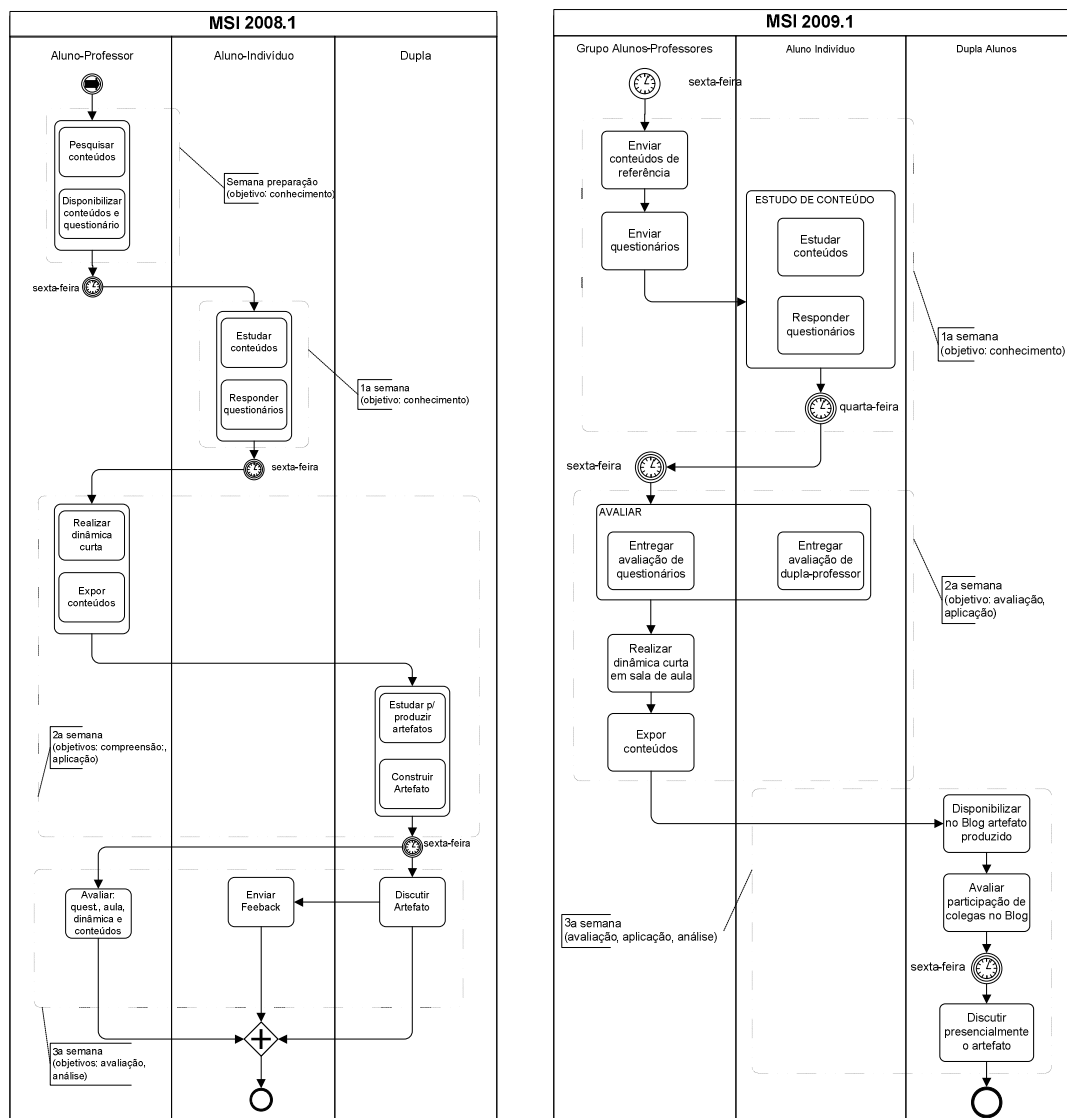 MSI 2008.1
Aluno-Professor
Aluno-Indivíduo
Dupla
Pesquisar
conteúdos
Disponibilizar
conteúdos e
questionário
Semana preparação
(objetivo: conhecimento)
sexta-feira
Estudar
conteúdos
Responder
questionários
1a semana
(objetivo: conhecimento)
sexta-feira
Realizar
dinâmica
curta
Expor
conteúdos
Estudar p/
produzir
artefatos
Construir
Artefato
2a semana
(objetivos: compreensão:,
aplicação)
sexta-feira
Avaliar:
quest., aula,
dinâmica e
conteúdos
Enviar
Feeback
Discutir
Artefato
3a semana
(objetivos: avaliação,
análise)
MSI 2009.1
Grupo Alunos-Professores
Aluno Indivíduo
Dupla Alunos
sexta-feira
Enviar
conteúdos de
referência
Enviar
questionários
ESTUDO DE CONTEÚDO
Estudar
conteúdos
Responder
questionários
1a semana
(objetivo: conhecimento)
quarta-feira
sexta-feira
AVALIAR
Entregar
avaliação de
questionários
Entregar
avaliação de
dupla-professor
2a semana
(objetivo: avaliação,
aplicação)
Realizar
dinâmica curta
em sala de aula
Expor
conteúdos
Disponibilizar
no Blog artefato
produzido
Avaliar
participação de
colegas no Blog
3a semana
(avaliação, aplicação, análise)
sexta-feira
Discutir
presencialmente
o artefato